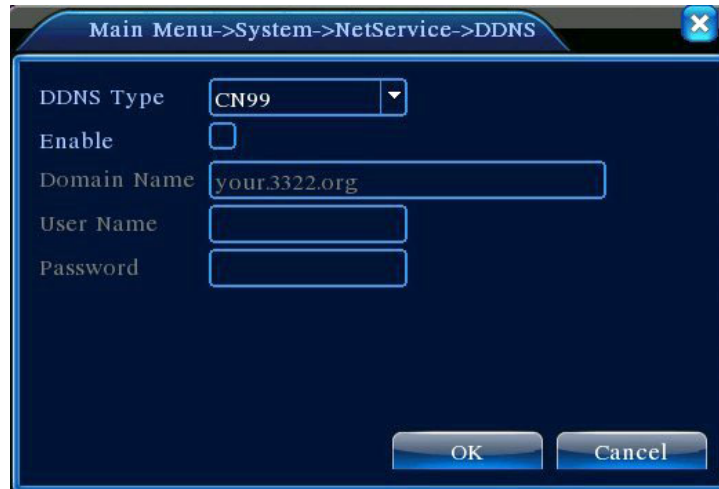 Main Menu->System->NetService->DDNS
DDNS Type CN99
Enable
Domain Name your.3322.org
User Name
Password
OK Cancel